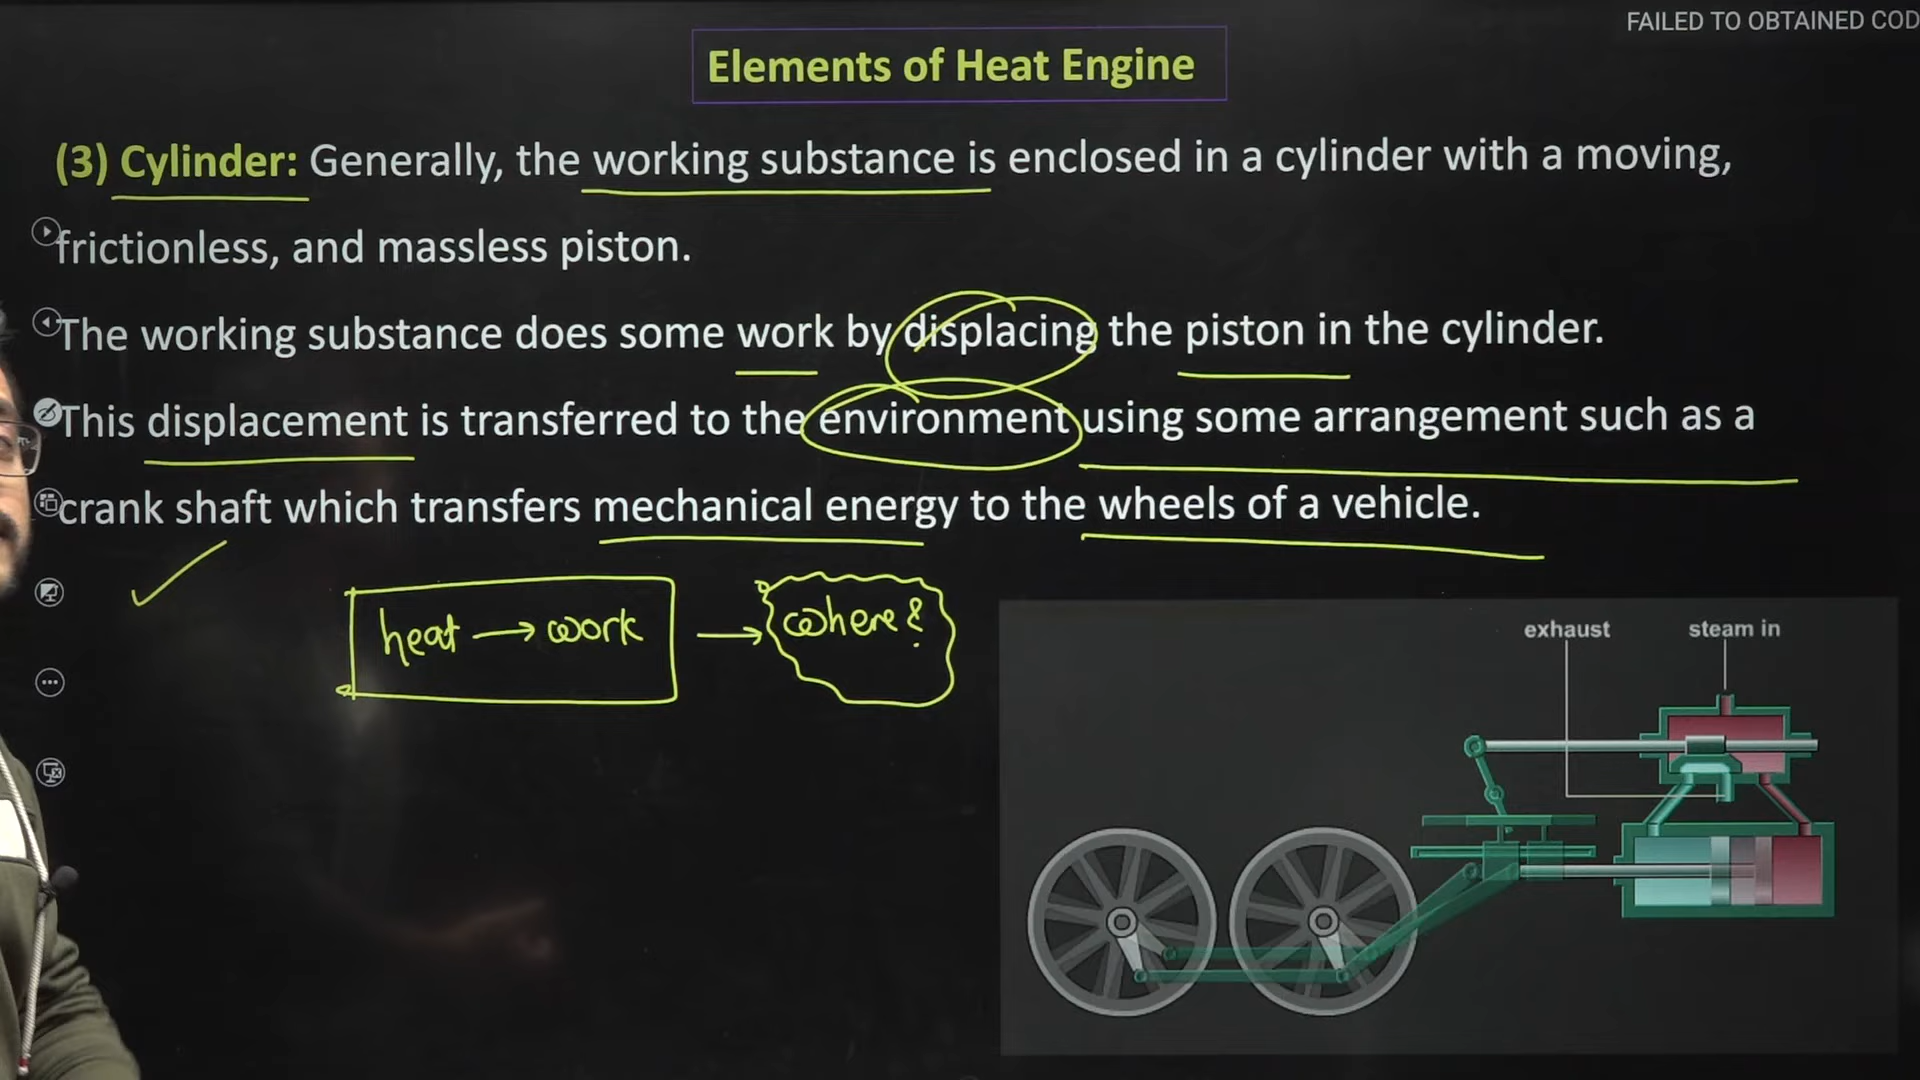 FAILED TO OBTAINED COD
Elements of Heat Engine
(3) Cylinder: Generally, the working substance is enclosed in a cylinder with a moving,
frictionless, and massless piston.
The working substance does some work by displacing the piston in the cylinder.
This displacement is transferred to the environment using some arrangement such as a
crank shaft which transfers mechanical energy to the wheels of a vehicle.
heat → work → where?
exhaust steam in